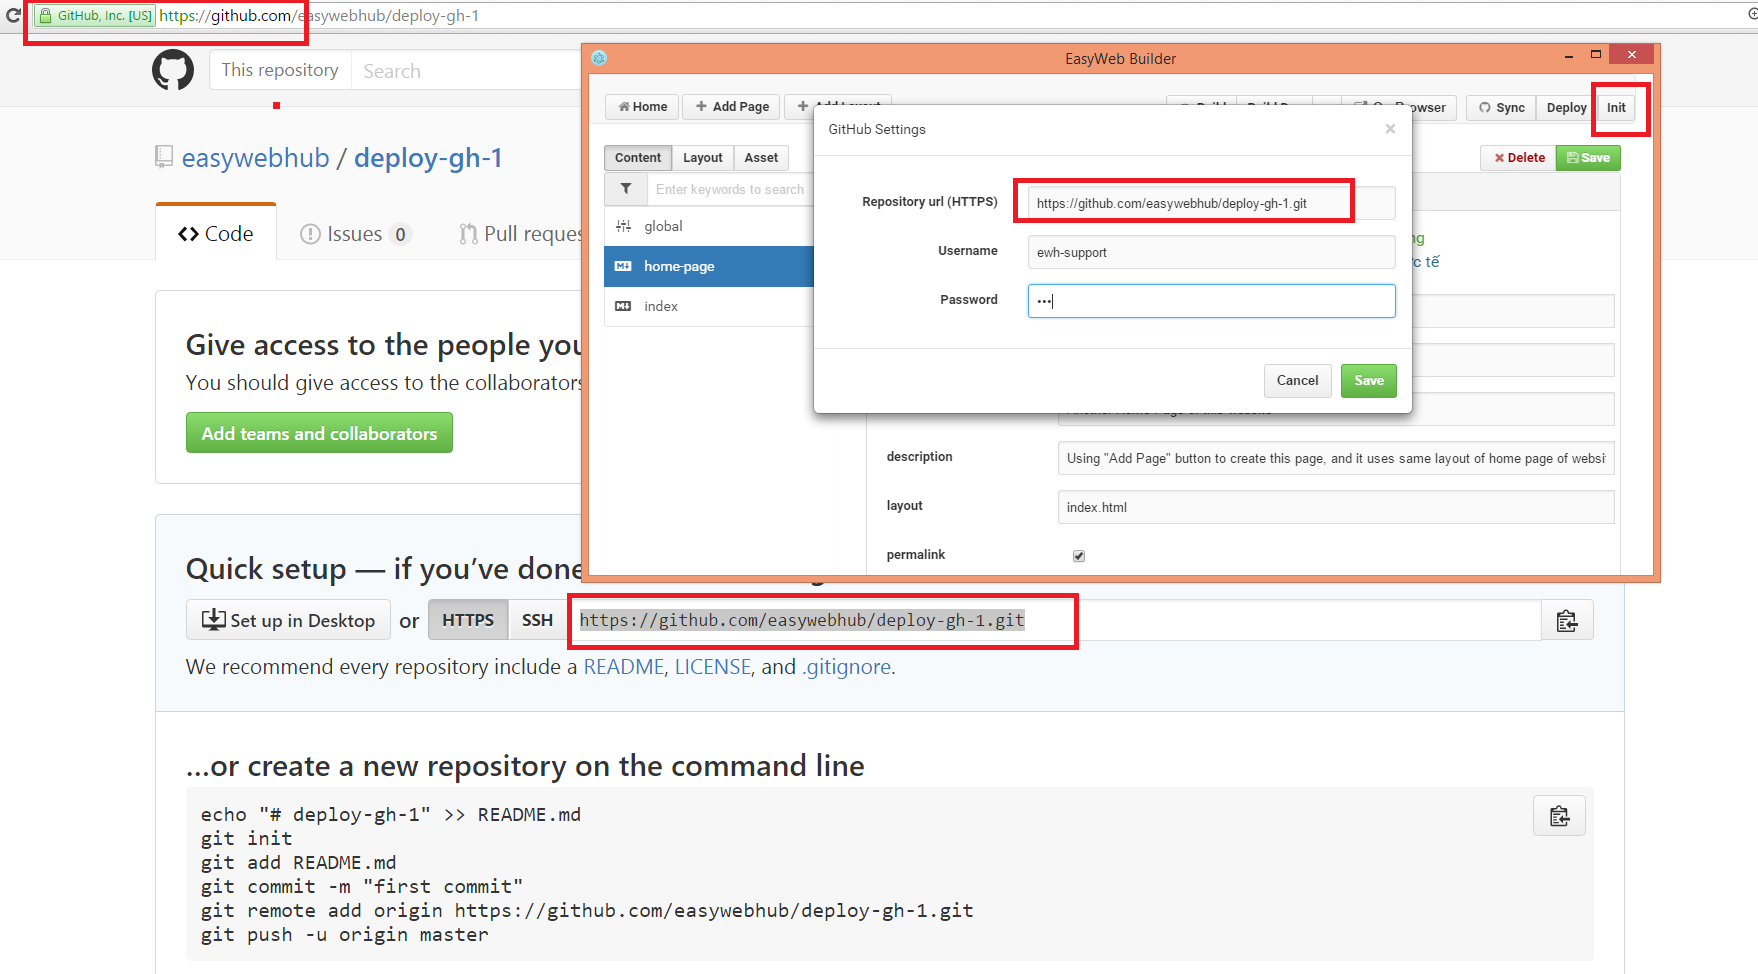 GitHub, Inc. [US] https://github.com/easywebhub/deploy-gh-1
This repository Search
easywebhub / deploy-gh-1
Code Issues 0 Pull reques
Give access to the people you
You should give access to the collaborators
Add teams and collaborators
Quick setup — if you've done
Set up in Desktop or HTTPS SSH https://github.com/easywebhub/deploy-gh-1.git
We recommend every repository include a README, LICENSE, and .gitignore.
...or create a new repository on the command line
echo "# deploy-gh-1" >> README.md
git init
git add README.md
git commit -m "first commit"
git remote add origin https://github.com/easywebhub/deploy-gh-1.git
git push -u origin master
EasyWeb Builder
Home Add Page Sync Deploy Init
Content Layout Asset Delete Save
Enter keywords to search
global
home-page
index
GitHub Settings
Repository url (HTTPS) https://github.com/easywebhub/deploy-gh-1.git
Username ewh-support
Password •••
Cancel Save
description Using "Add Page" button to create this page, and it uses same layout of home page of websi
layout index.html
permalink